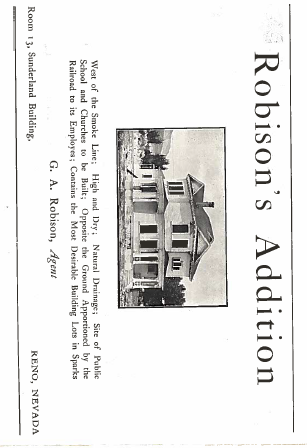 Robison's Addition
West of the Smoke Line; High and Dry; Natural Drainage; Site of Public
School and Churches to be Built; Opposite the Ground Apportioned by the
Railroad to its Employes; Contains the Most Desirable Building Lots in Sparks
G. A. Robison, Agent
Room 13, Sunderland Building, RENO, NEVADA